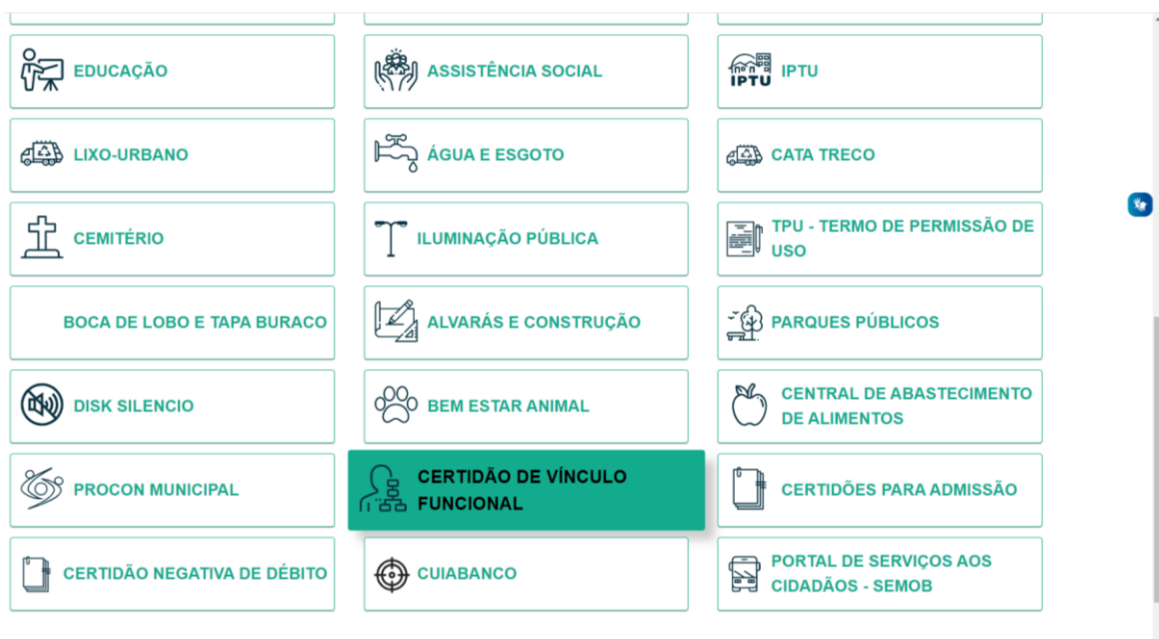 EDUCAÇÃO
ASSISTÊNCIA SOCIAL
IPTU
IPTU
LIXO-URBANO
ÁGUA E ESGOTO
CATA TRECO
CEMITÉRIO
ILUMINAÇÃO PÚBLICA
TPU - TERMO DE PERMISSÃO DE
USO
BOCA DE LOBO E TAPA BURACO
ALVARÁS E CONSTRUÇÃO
PARQUES PÚBLICOS
DISK SILENCIO
BEM ESTAR ANIMAL
CENTRAL DE ABASTECIMENTO
DE ALIMENTOS
PROCON MUNICIPAL
CERTIDÃO DE VÍNCULO
FUNCIONAL
CERTIDÕES PARA ADMISSÃO
CERTIDÃO NEGATIVA DE DÉBITO
CUIABANCO
PORTAL DE SERVIÇOS AOS
CIDADÃOS - SEMOB